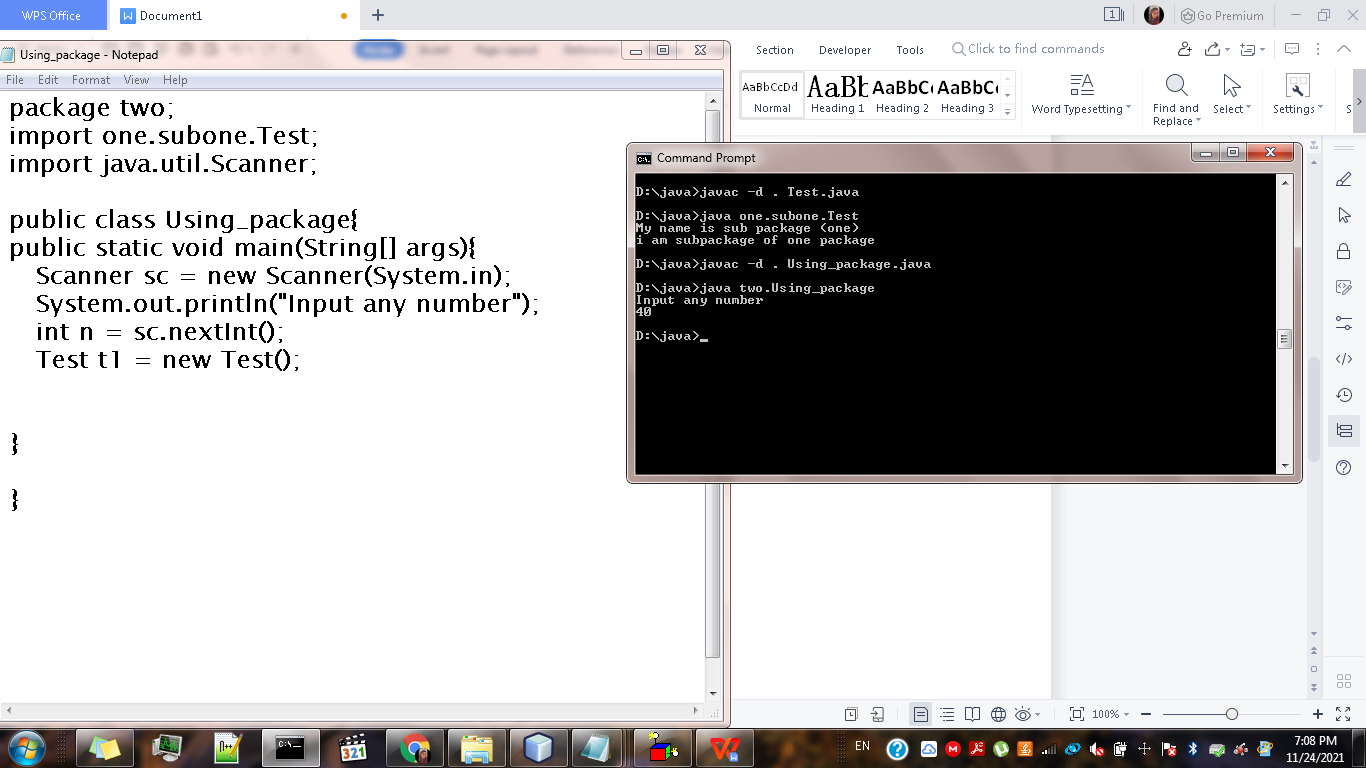 WPS Office
Document1
1
Go Premium
Using_package - Notepad
File Edit Format View Help
package two;
import one.subone.Test;
import java.util.Scanner;
public class Using_package{
public static void main(String[] args){
Scanner sc = new Scanner(System.in);
System.out.println("Input any number");
int n = sc.nextInt();
Test t1 = new Test();
}
}
Section Developer Tools Click to find commands
AaBbCcDd AaBb AaBbC AaBbC
Normal Heading 1 Heading 2 Heading 3
Word Typesetting
Find and Replace
Select
Settings
Command Prompt
D:\java>javac -d . Test.java
D:\java>java one.subone.Test
My name is sub package (one)
i am subpackage of one package
D:\java>javac -d . Using_package.java
D:\java>java two.Using_package
Input any number
40
D:\java>_
100%
321
EN
7:08 PM
11/24/2021